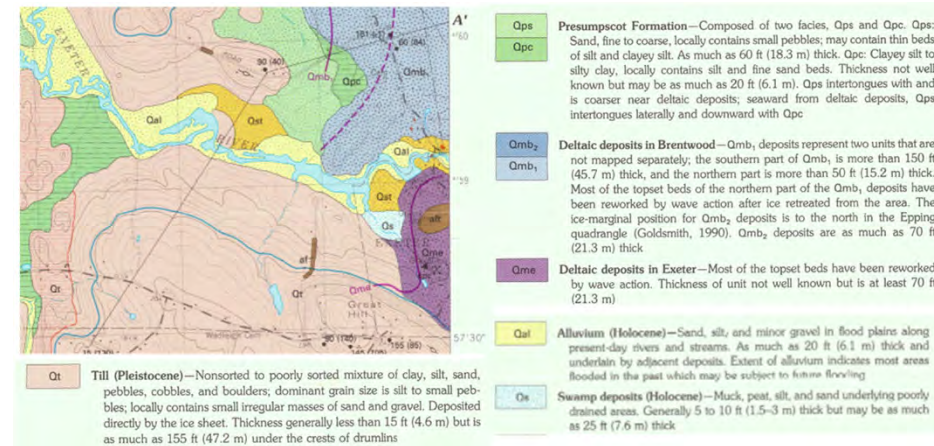 A'
EXETER
161 (+)
60 (84)
60
90 (40)
Qmb
Qpc
Qmb
Qal
Qst
RIVER
Qal
59
Qst
aft
Qs
EXETER
Qme
af
Qt
Qt
Qme
Great
Hill
57'30"
90 (140)
155 (85)
Qps
Qpc
Presumpscot Formation—Composed of two facies, Qps and Qpc. Qps:
Sand, fine to coarse, locally contains small pebbles; may contain thin beds
of silt and clayey silt. As much as 60 ft (18.3 m) thick. Qpc: Clayey silt to
silty clay, locally contains silt and fine sand beds. Thickness not well
known but may be as much as 20 ft (6.1 m). Qps intertongues with and
is coarser near deltaic deposits; seaward from deltaic deposits, Qps
intertongues laterally and downward with Qpc
Qmb₂
Qmb₁
Deltaic deposits in Brentwood—Qmb₁ deposits represent two units that are
not mapped separately; the southern part of Qmb₁ is more than 150 ft
(45.7 m) thick, and the northern part is more than 50 ft (15.2 m) thick.
Most of the topset beds of the northern part of the Qmb₁ deposits have
been reworked by wave action after ice retreated from the area. The
ice-marginal position for Qmb₂ deposits is to the north in the Epping
quadrangle (Goldsmith, 1990). Qmb₂ deposits are as much as 70 ft
(21.3 m) thick
Qme
Deltaic deposits in Exeter—Most of the topset beds have been reworked
by wave action. Thickness of unit not well known but is at least 70 ft
(21.3 m)
Qal
Alluvium (Holocene)—Sand, silt, and minor gravel in flood plains along
present-day rivers and streams. As much as 20 ft (6.1 m) thick and
underlain by adjacent deposits. Extent of alluvium indicates most areas
flooded in the past which may be subject to future flooding
Qs
Swamp deposits (Holocene)—Muck, peat, silt, and sand underlying poorly
drained areas. Generally 5 to 10 ft (1.5–3 m) thick but may be as much
as 25 ft (7.6 m) thick
Qt
Till (Pleistocene)—Nonsorted to poorly sorted mixture of clay, silt, sand,
pebbles, cobbles, and boulders; dominant grain size is silt to small peb-
bles; locally contains small irregular masses of sand and gravel. Deposited
directly by the ice sheet. Thickness generally less than 15 ft (4.6 m) but is
as much as 155 ft (47.2 m) under the crests of drumlins